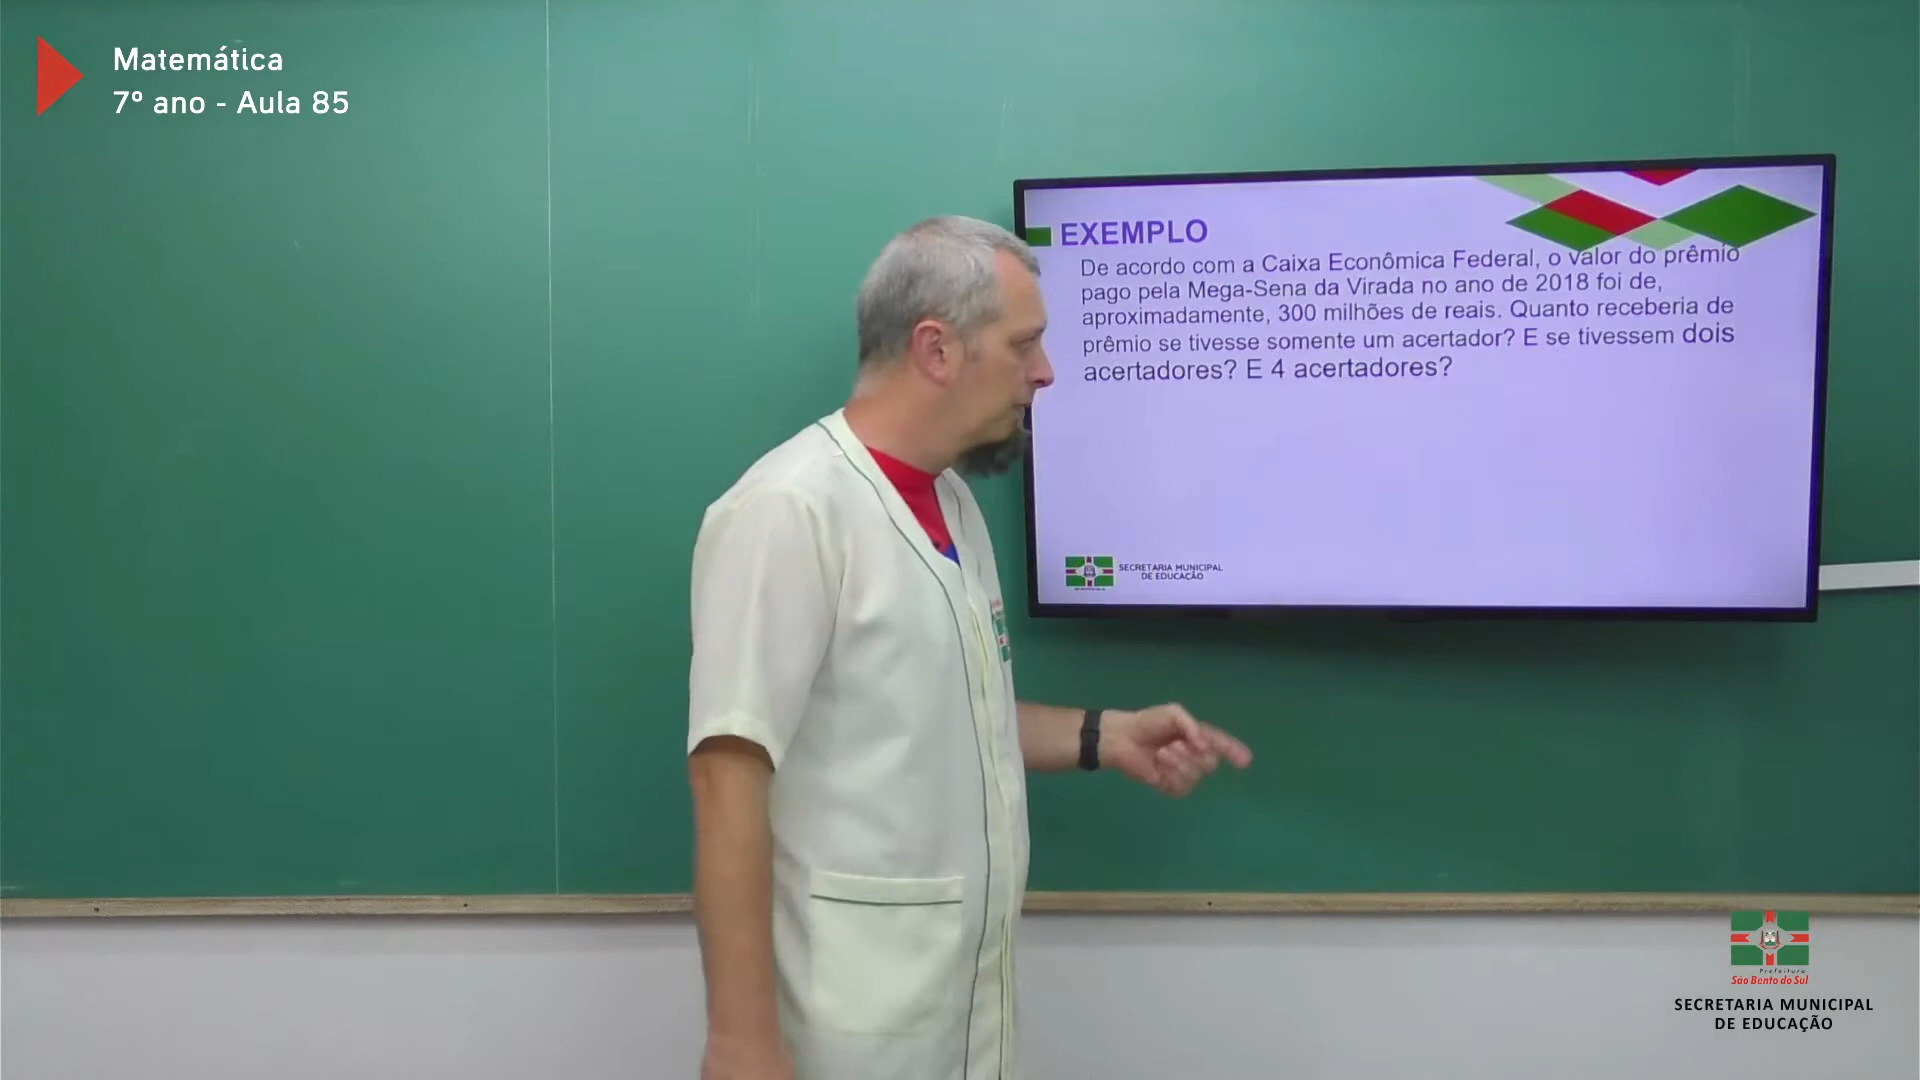 Matemática
7º ano - Aula 85
EXEMPLO
De acordo com a Caixa Econômica Federal, o valor do prêmio
pago pela Mega-Sena da Virada no ano de 2018 foi de,
aproximadamente, 300 milhões de reais. Quanto receberia de
prêmio se tivesse somente um acertador? E se tivessem dois
acertadores? E 4 acertadores?
SECRETARIA MUNICIPAL
DE EDUCAÇÃO
Prefeitura
São Bento do Sul
SECRETARIA MUNICIPAL
DE EDUCAÇÃO